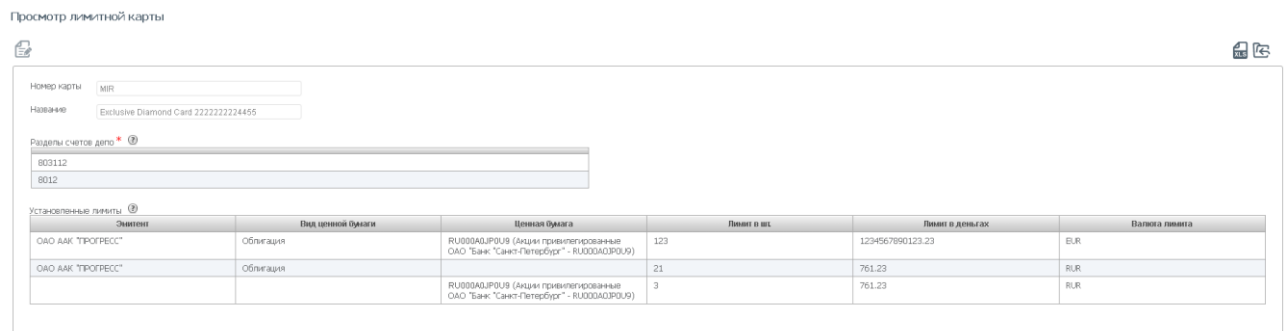 Просмотр лимитной карты
XLS
Номер карты MIR
Название Exclusive Diamond Card 2222222224455
Разделы счетов депо * ?
803112
8012
Установленные лимиты ?
Эмитент Вид ценной бумаги Ценная бумага Лимит в шт. Лимит в деньгах Валюта лимита
ОАО ААК "ПРОГРЕСС" Облигация RU000A0JP0U9 (Акции привилегированные 123 1234567890123.23 EUR
ОАО "Банк "Санкт-Петербург" - RU000A0JP0U9)
ОАО ААК "ПРОГРЕСС" Облигация 21 761.23 RUR
RU000A0JP0U9 (Акции привилегированные 3 761.23 RUR
ОАО "Банк "Санкт-Петербург" - RU000A0JP0U9)